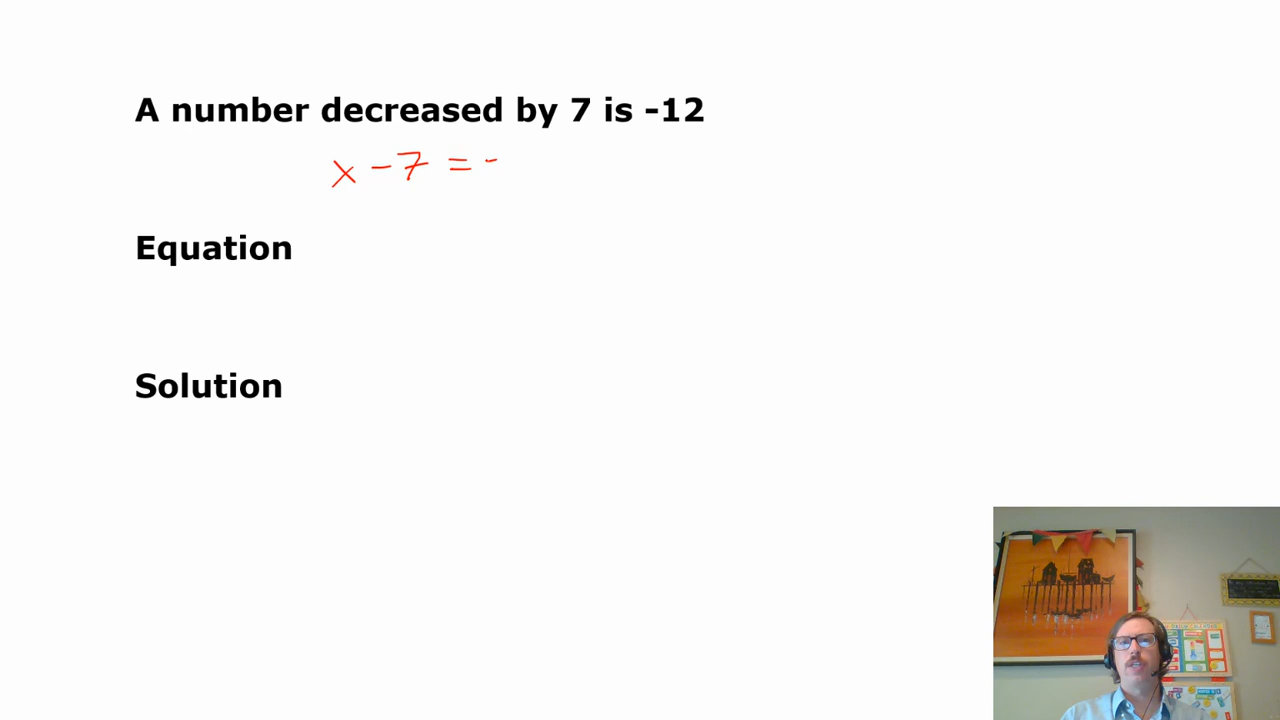 A number decreased by 7 is -12
x - 7 = -
Equation
Solution